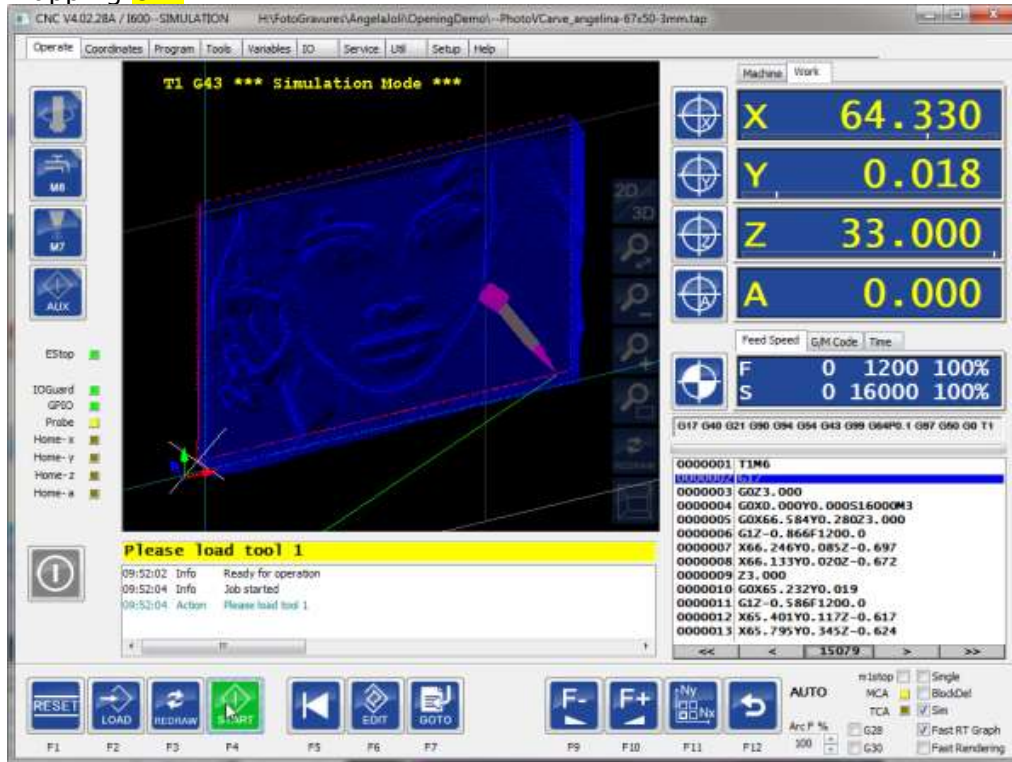 CNC V4.02.28A / I600--SIMULATION H:\FotoGravures\AngelaJoli\OpeningDemo\--PhotoVCarve_angelina-67x50-3mm.tap
Operate Coordinates Program Tools Variables IO Service Util Setup Help
T1 G43 *** Simulation Mode ***
Machine Work
X 64.330
Y 0.018
Z 33.000
A 0.000
M8
M7
AUX
2D
3D
REDRAW
EStop
IOGuard
GPIO
Probe
Home-x
Home-y
Home-z
Home-a
Feed Speed G/M Code Time
F 0 1200 100%
S 0 16000 100%
G17 G40 G21 G90 G94 G54 G43 G99 G64P0.1 G97 G50 G0 T1
0000001 T1M6
0000002 G17
0000003 G0Z3.000
0000004 G0X0.000Y0.000S16000M3
0000005 G0X66.584Y0.280Z3.000
0000006 G1Z-0.866F1200.0
0000007 X66.246Y0.085Z-0.697
0000008 X66.133Y0.020Z-0.672
0000009 Z3.000
0000010 G0X65.232Y0.019
0000011 G1Z-0.586F1200.0
0000012 X65.401Y0.117Z-0.617
0000013 X65.795Y0.345Z-0.624
<< < 15079 > >>
Please load tool 1
09:52:02 Info Ready for operation
09:52:04 Info Job started
09:52:04 Action Please load tool 1
RESET LOAD REDRAW START EDIT GOTO F- F+ Ny Nx
F1 F2 F3 F4 F5 F6 F7 F9 F10 F11 F12
AUTO
m1stop Single
MCA BlockDel
TCA Sim
Arc F % G28 Fast RT Graph
100 G30 Fast Rendering